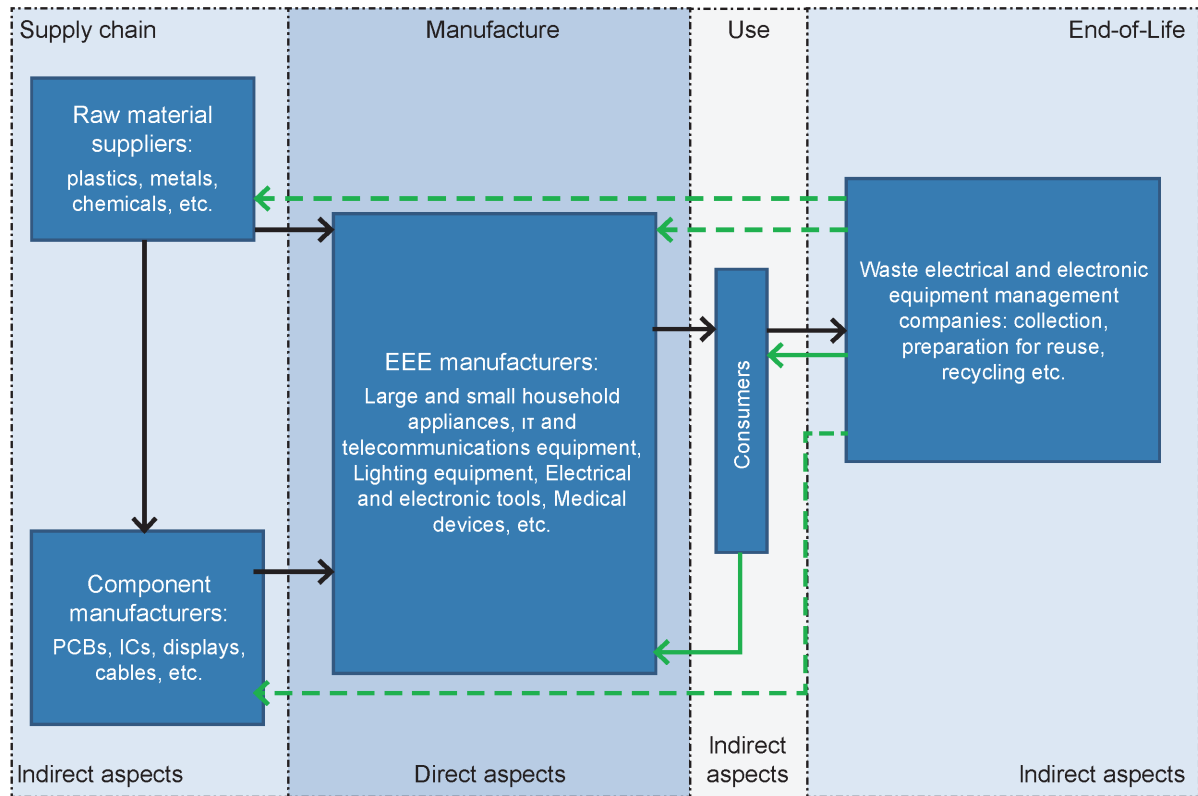 Supply chain
Manufacture
Use
End-of-Life
Raw material
suppliers:
plastics, metals,
chemicals, etc.
Waste electrical and electronic
equipment management
companies: collection,
preparation for reuse,
recycling etc.
EEE manufacturers:
Large and small household
appliances, IT and
telecommunications equipment,
Lighting equipment, Electrical
and electronic tools, Medical
devices, etc.
Consumers
Component
manufacturers:
PCBs, ICs, displays,
cables, etc.
Indirect aspects
Direct aspects
Indirect
aspects
Indirect aspects